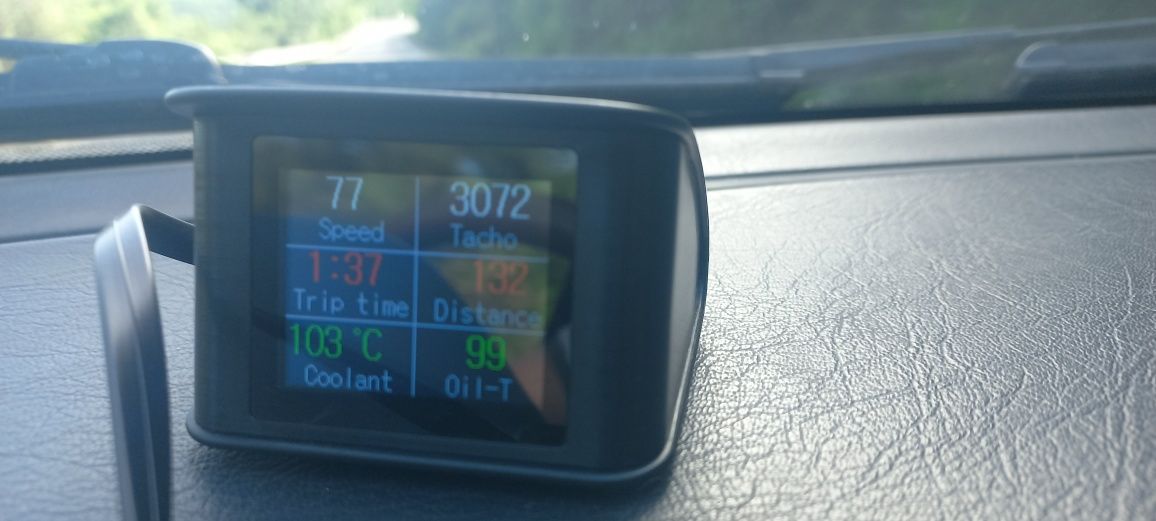 77 3072
Speed Tacho
1:37 132
Trip time Distance
103 °C 99
Coolant Oil-T